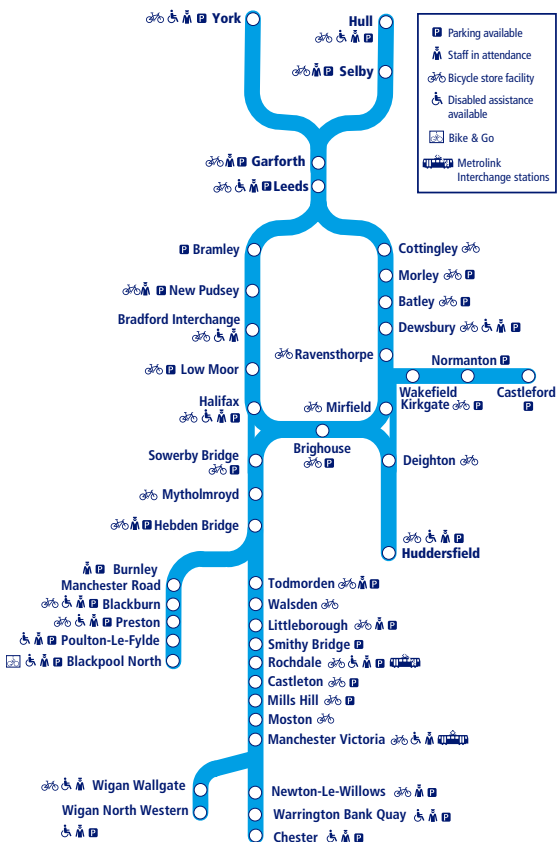 York
Hull
Selby
Garforth
Leeds
P Parking available
Staff in attendance
Bicycle store facility
Disabled assistance
available
Bike & Go
Metrolink
Interchange stations
P Bramley
P New Pudsey
Bradford Interchange
P Low Moor
Halifax
P
Sowerby Bridge
P
Mytholmroyd
P Hebden Bridge
Cottingley
Morley P
Batley P
Dewsbury P
Ravensthorpe
Normanton P
Wakefield
Kirkgate P
Castleford
P
Mirfield
Brighouse
P
Deighton
P
Huddersfield
P Burnley
Manchester Road
P Blackburn
P Preston
P Poulton-Le-Fylde
P Blackpool North
Todmorden P
Walsden
Littleborough P
Smithy Bridge P
Rochdale P
Castleton P
Mills Hill P
Moston
Manchester Victoria
Wigan Wallgate
Wigan North Western
P
Newton-Le-Willows P
Warrington Bank Quay P
Chester P